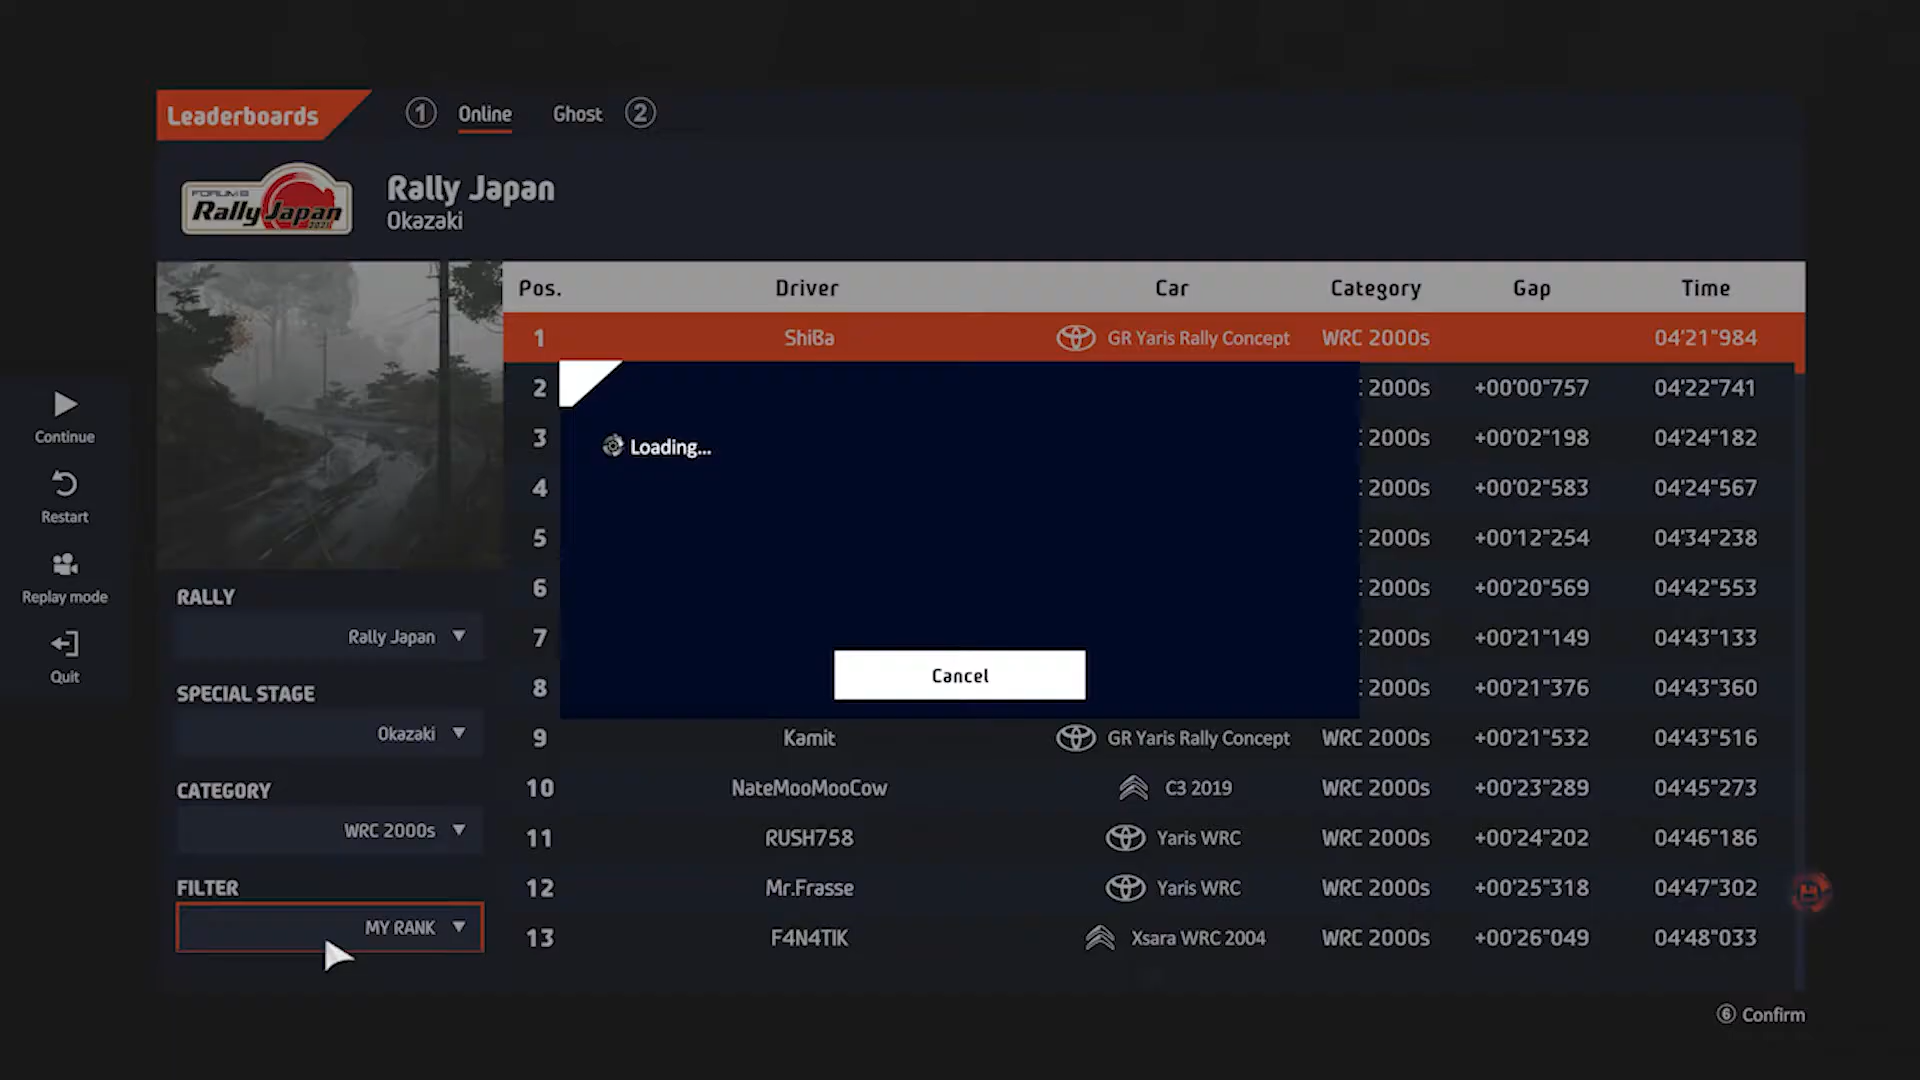 Leaderboards
1 Online Ghost 2
FORUM8
Rally Japan
2021
Rally Japan
Okazaki
Pos. Driver Car Category Gap Time
1 ShiBa GR Yaris Rally Concept WRC 2000s 04'21"984
2 2000s +00'00"757 04'22"741
3 2000s +00'02"198 04'24"182
4 2000s +00'02"583 04'24"567
5 2000s +00'12"254 04'34"238
6 2000s +00'20"569 04'42"553
7 2000s +00'21"149 04'43"133
8 2000s +00'21"376 04'43"360
9 Kamit GR Yaris Rally Concept WRC 2000s +00'21"532 04'43"516
10 NateMooMooCow C3 2019 WRC 2000s +00'23"289 04'45"273
11 RUSH758 Yaris WRC WRC 2000s +00'24"202 04'46"186
12 Mr.Frasse Yaris WRC WRC 2000s +00'25"318 04'47"302
13 F4N4TIK Xsara WRC 2004 WRC 2000s +00'26"049 04'48"033
Loading...
Cancel
Continue
Restart
Replay mode
Quit
RALLY
Rally Japan
SPECIAL STAGE
Okazaki
CATEGORY
WRC 2000s
FILTER
MY RANK
6 Confirm